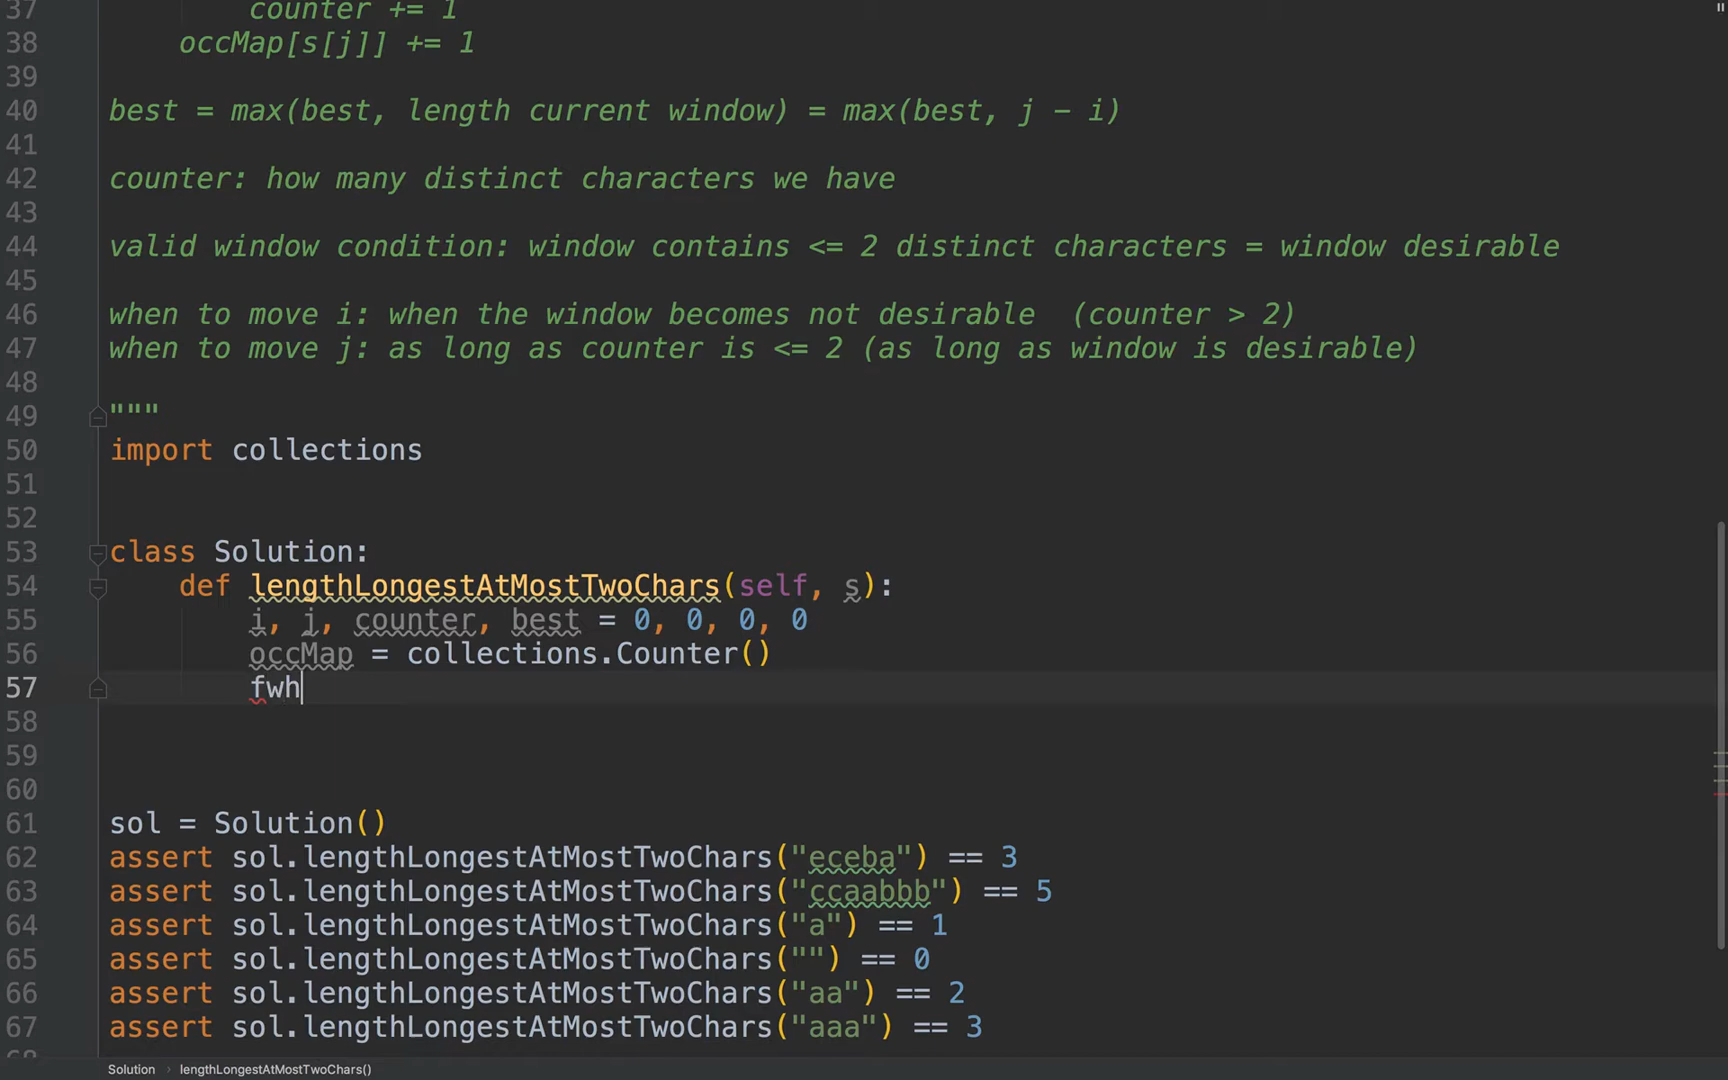 37 counter += 1
38 occMap[s[j]] += 1
39
40 best = max(best, length current window) = max(best, j - i)
41
42 counter: how many distinct characters we have
43
44 valid window condition: window contains <= 2 distinct characters = window desirable
45
46 when to move i: when the window becomes not desirable  (counter > 2)
47 when to move j: as long as counter is <= 2 (as long as window is desirable)
48
49 """
50 import collections
51
52
53 class Solution:
54 def lengthLongestAtMostTwoChars(self, s):
55 i, j, counter, best = 0, 0, 0, 0
56 occMap = collections.Counter()
57 fwh
58
59
60
61 sol = Solution()
62 assert sol.lengthLongestAtMostTwoChars("eceba") == 3
63 assert sol.lengthLongestAtMostTwoChars("ccaabbb") == 5
64 assert sol.lengthLongestAtMostTwoChars("a") == 1
65 assert sol.lengthLongestAtMostTwoChars("") == 0
66 assert sol.lengthLongestAtMostTwoChars("aa") == 2
67 assert sol.lengthLongestAtMostTwoChars("aaa") == 3
Solution › lengthLongestAtMostTwoChars()